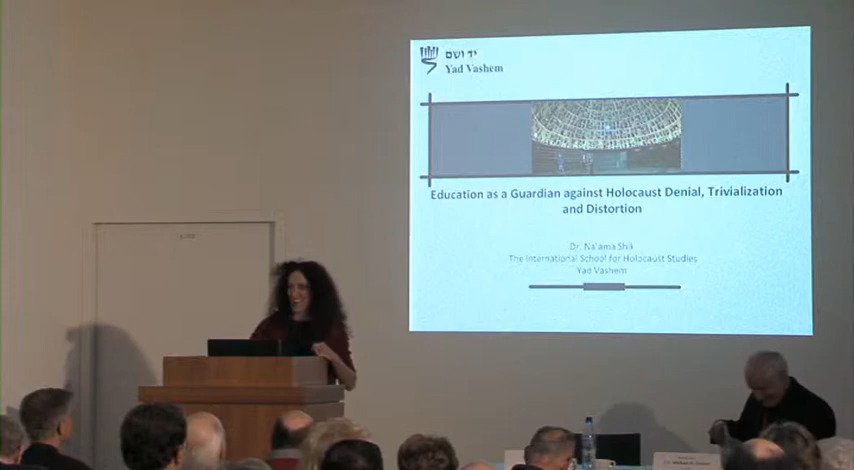 יד ושם
Yad Vashem
Education as a Guardian against Holocaust Denial, Trivialization
and Distortion
Dr. Na'ama Shik
The International School for Holocaust Studies
Yad Vashem